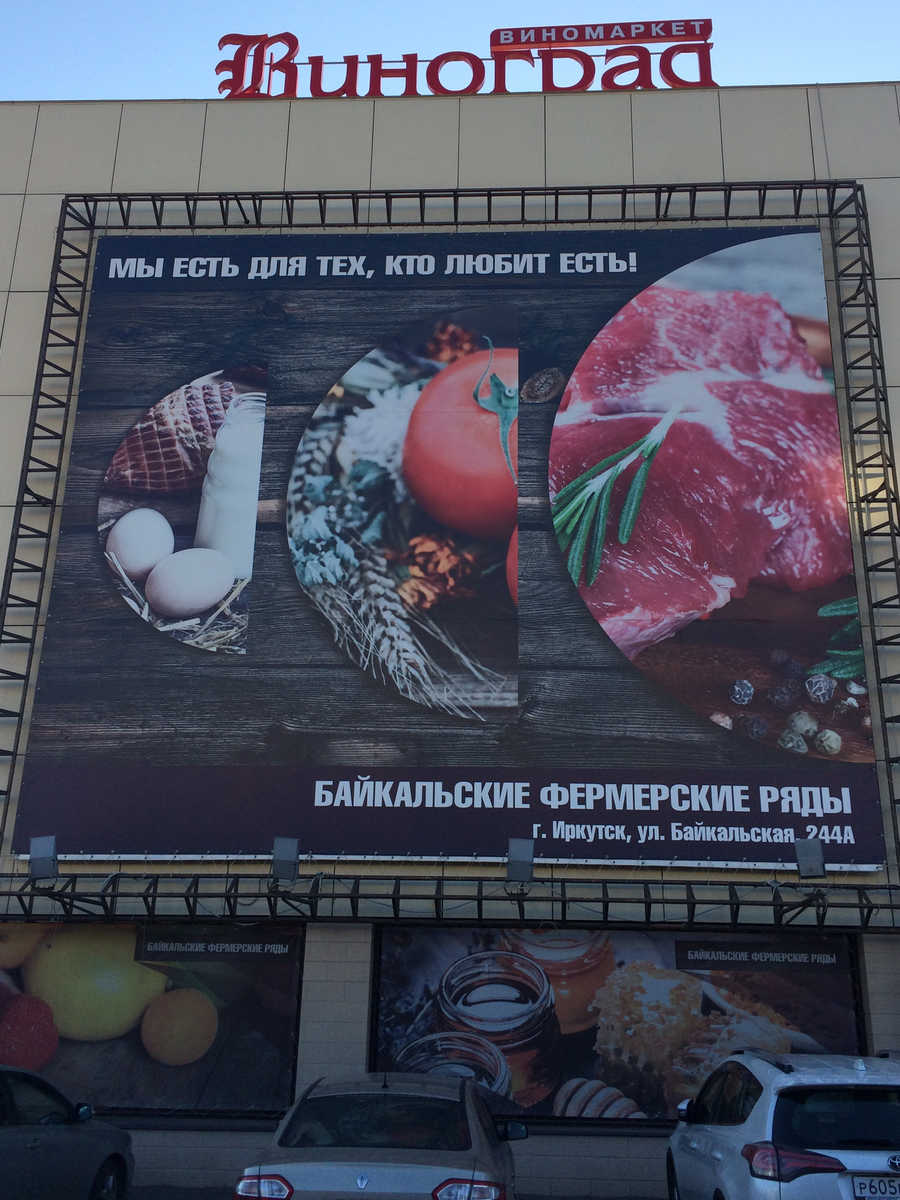 ВИНОМАРКЕТ
Виноград
МЫ ЕСТЬ ДЛЯ ТЕХ, КТО ЛЮБИТ ЕСТЬ!
БАЙКАЛЬСКИЕ ФЕРМЕРСКИЕ РЯДЫ
г. Иркутск, ул. Байкальская, 244А
БАЙКАЛЬСКИЕ ФЕРМЕРСКИЕ РЯДЫ
БАЙКАЛЬСКИЕ ФЕРМЕРСКИЕ РЯДЫ